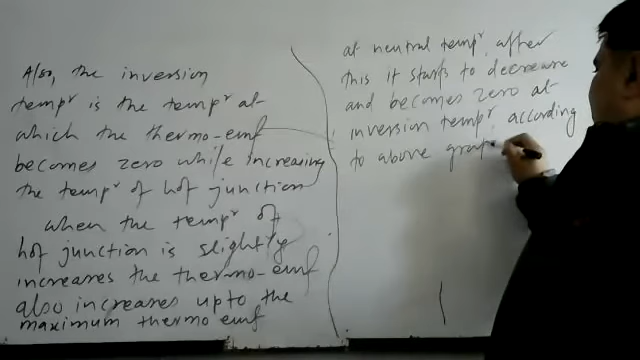 Also, the inversion
tempr is the tempr at
which the thermo-emf
becomes zero while increasing
the tempr of hot junction
when the tempr of
hot junction is slightly
increases the thermo-emf
also increases upto the
maximum thermo emf
at neutral tempr. after
this it starts to decrease
and becomes zero at
inversion tempr according
to above grap